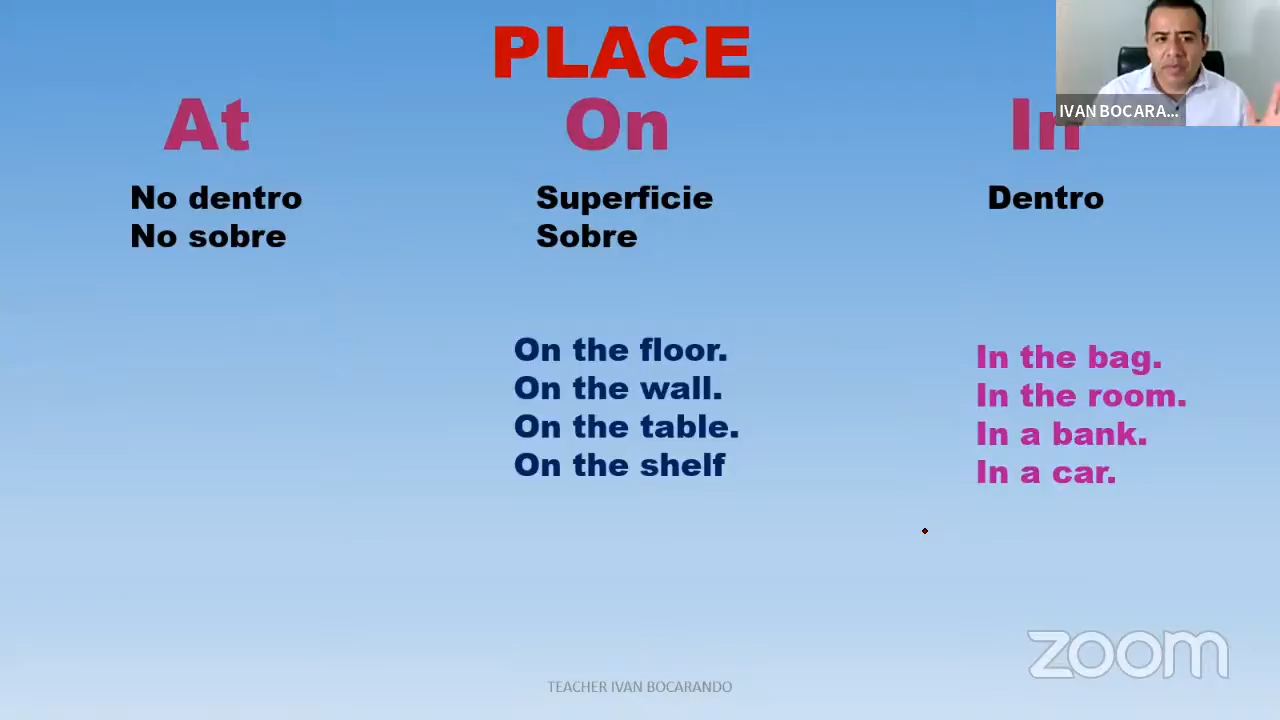 PLACE
At
On
In
No dentro
No sobre
Superficie
Sobre
Dentro
On the floor.
On the wall.
On the table.
On the shelf
In the bag.
In the room.
In a bank.
In a car.
IVAN BOCARA...
zoom
TEACHER IVAN BOCARANDO